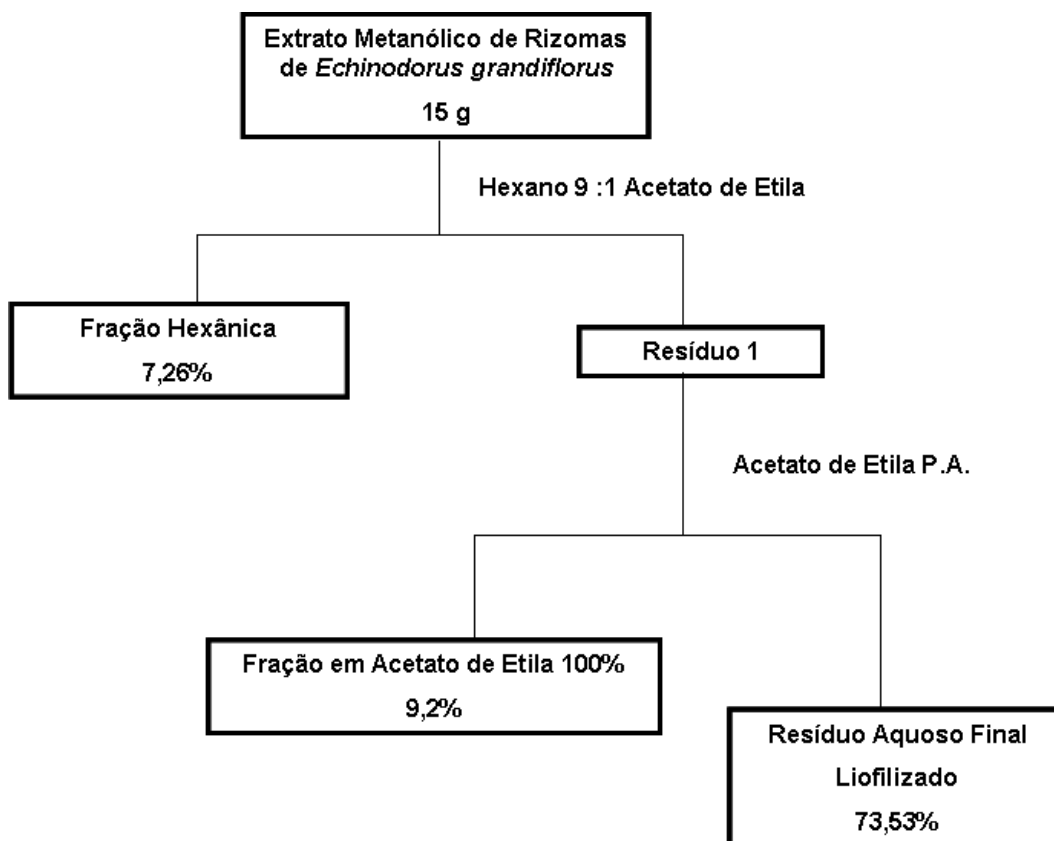 Extrato Metanólico de Rizomas
de Echinodorus grandiflorus
15 g
Hexano 9 :1 Acetato de Etila
Fração Hexânica
7,26%
Resíduo 1
Acetato de Etila P.A.
Fração em Acetato de Etila 100%
9,2%
Resíduo Aquoso Final
Liofilizado
73,53%